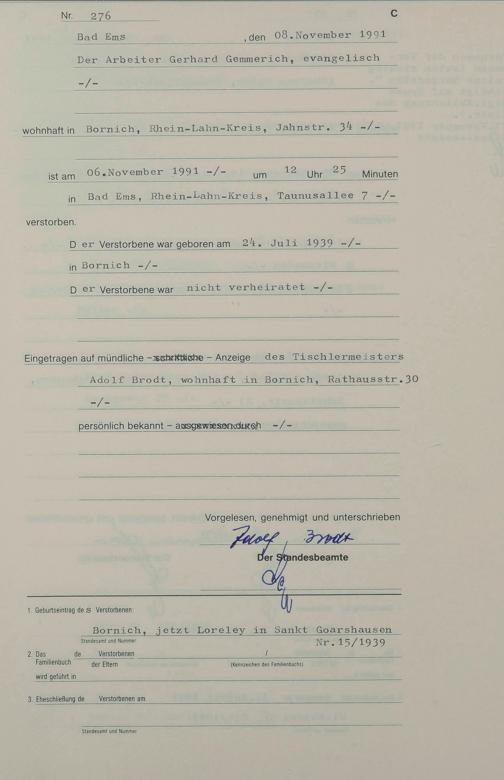 Nr. 276 C
Bad Ems , den 08.November 1991
Der Arbeiter Gerhard Gemmerich, evangelisch
-/-
wohnhaft in Bornich, Rhein-Lahn-Kreis, Jahnstr. 34 -/-
ist am 06.November 1991 -/- um 12 Uhr 25 Minuten
in Bad Ems, Rhein-Lahn-Kreis, Taunusallee 7 -/-
verstorben.
D er Verstorbene war geboren am 24. Juli 1939 -/-
in Bornich -/-
D er Verstorbene war nicht verheiratet -/-
Eingetragen auf mündliche – schriftliche – Anzeige des Tischlermeisters
Adolf Brodt, wohnhaft in Bornich, Rathausstr.30
-/-
persönlich bekannt – ausgewiesen durch -/-
Vorgelesen, genehmigt und unterschrieben
Adolf Brodt
Der Standesbeamte
1. Geburtseintrag des Verstorbenen
Bornich, jetzt Loreley in Sankt Goarshausen
Standesamt und Nummer Nr.15/1939
2. Das de Verstorbenen /
Familienbuch der Eltern (Kennzeichen des Familienbuchs)
wird geführt in
3. Eheschließung de Verstorbenen am
Standesamt und Nummer